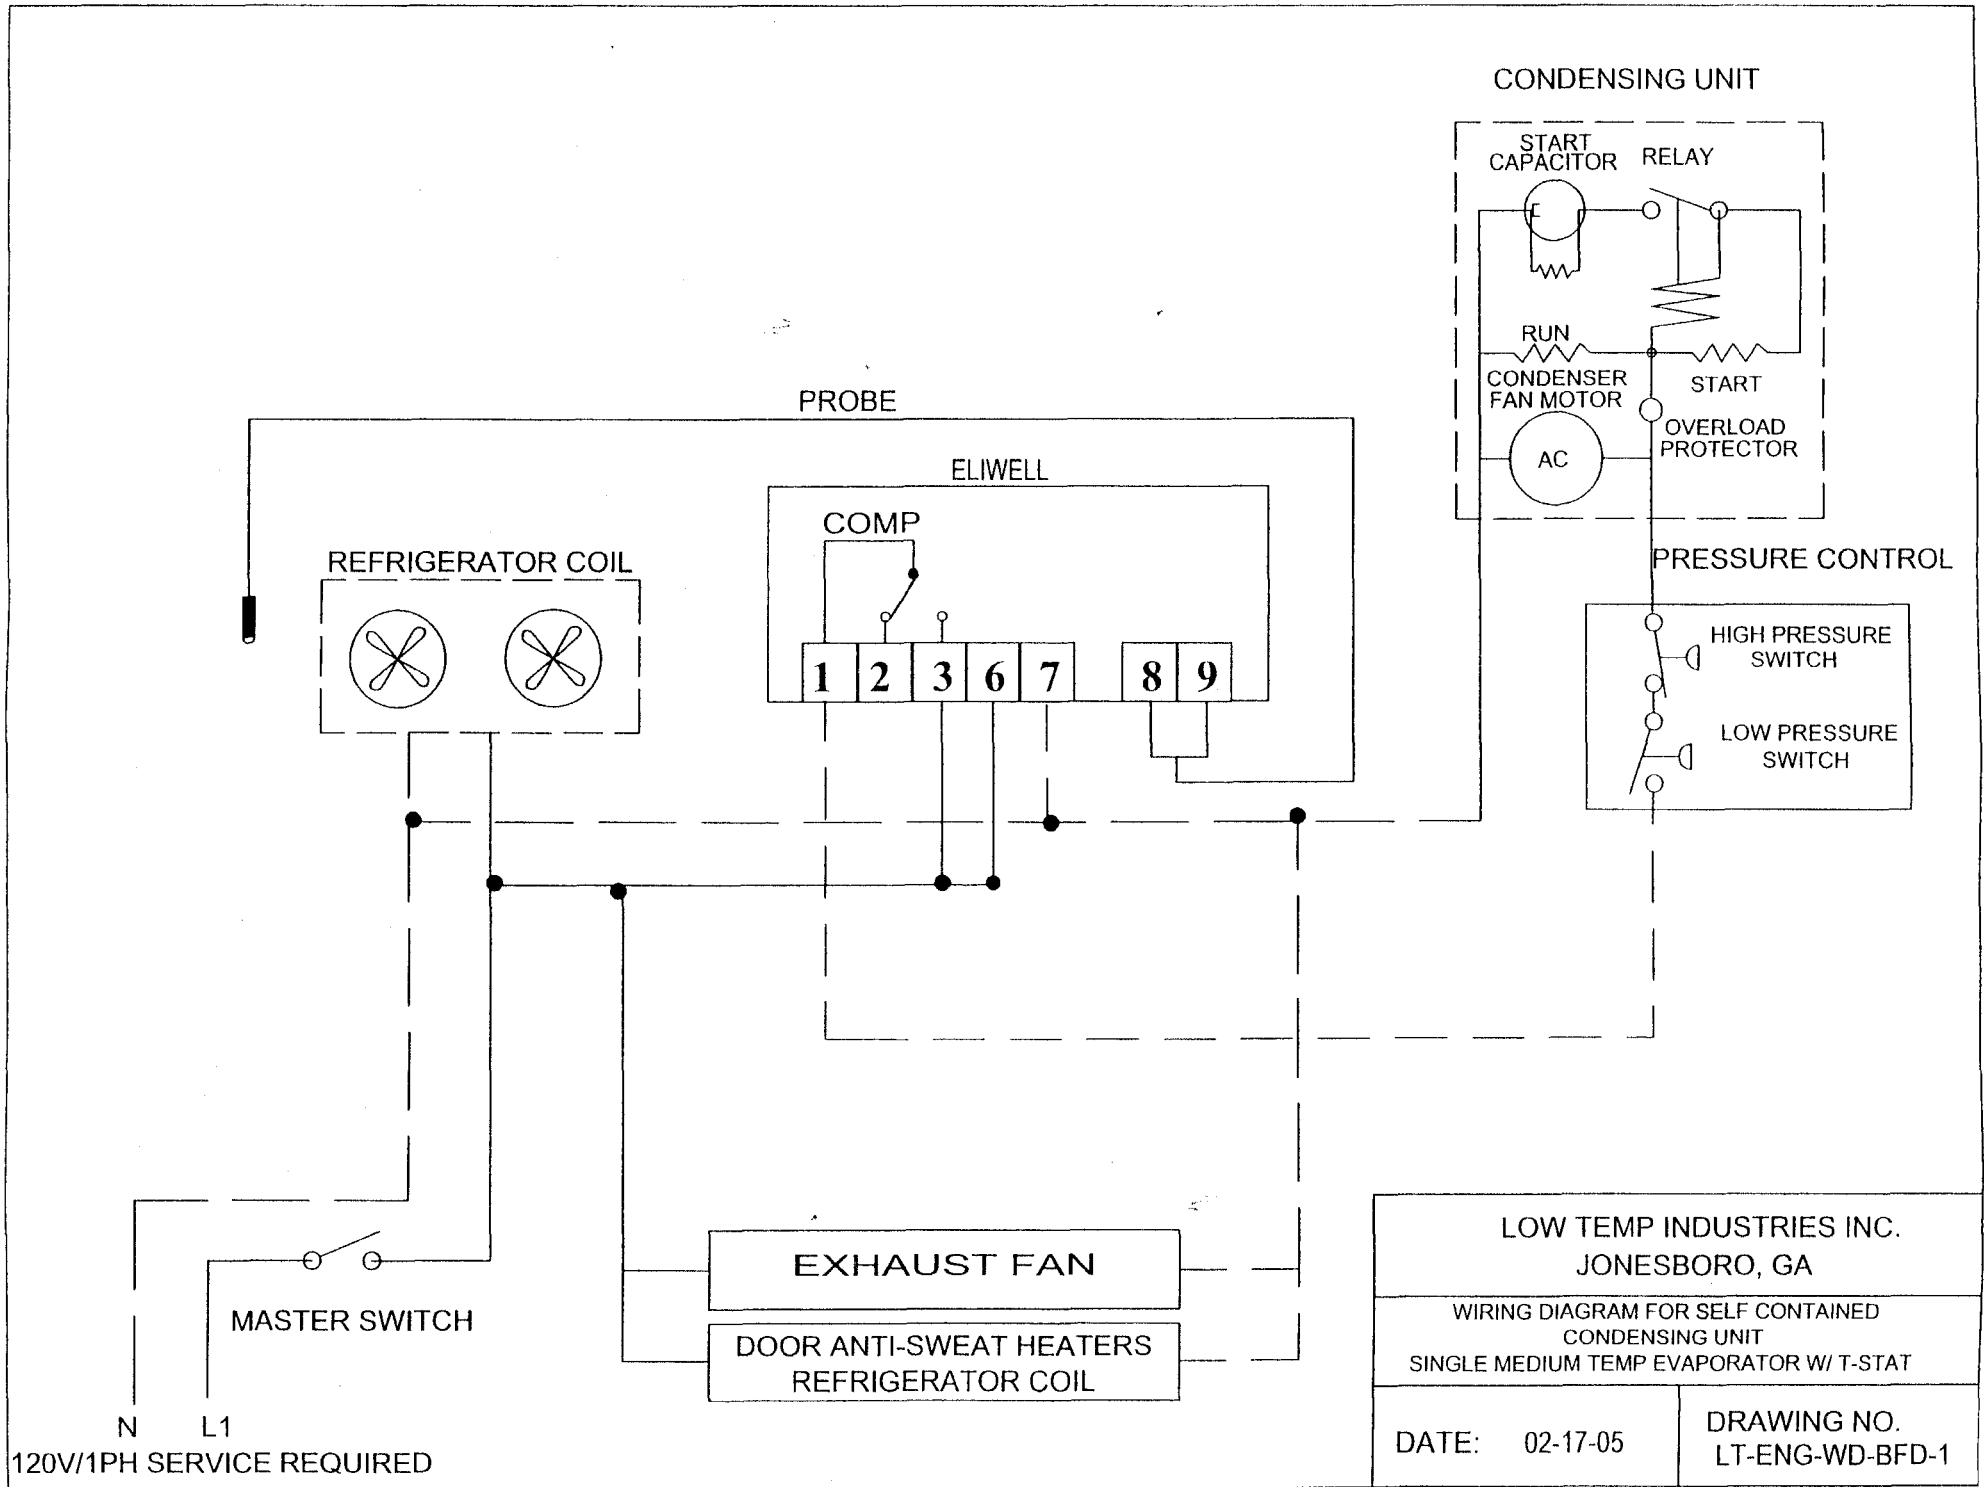 CONDENSING UNIT
START
CAPACITOR
RELAY
RUN
CONDENSER
FAN MOTOR
START
AC
OVERLOAD
PROTECTOR
PROBE
ELIWELL
COMP
REFRIGERATOR COIL
1 2 3 6 7 8 9
PRESSURE CONTROL
HIGH PRESSURE
SWITCH
LOW PRESSURE
SWITCH
MASTER SWITCH
EXHAUST FAN
DOOR ANTI-SWEAT HEATERS
REFRIGERATOR COIL
N L1
120V/1PH SERVICE REQUIRED
LOW TEMP INDUSTRIES INC.
JONESBORO, GA
WIRING DIAGRAM FOR SELF CONTAINED
CONDENSING UNIT
SINGLE MEDIUM TEMP EVAPORATOR W/ T-STAT
DATE: 02-17-05
DRAWING NO.
LT-ENG-WD-BFD-1